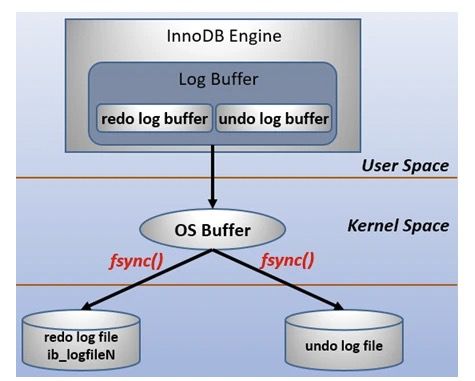 InnoDB Engine
Log Buffer
redo log buffer undo log buffer
User Space
Kernel Space
OS Buffer
fsync() fsync()
redo log file
ib_logfileN
undo log file